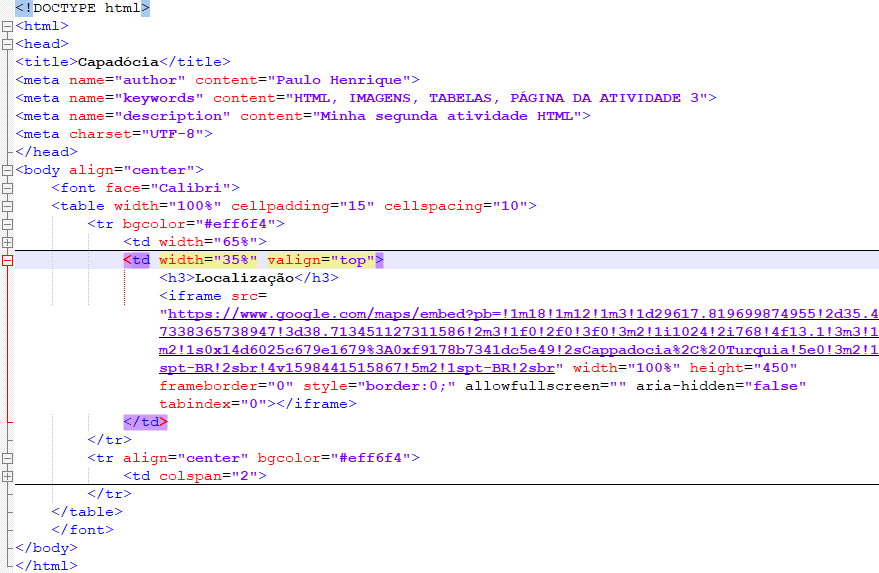 <!DOCTYPE html>
<html>
<head>
<title>Capadócia</title>
<meta name="author" content="Paulo Henrique">
<meta name="keywords" content="HTML, IMAGENS, TABELAS, PÁGINA DA ATIVIDADE 3">
<meta name="description" content="Minha segunda atividade HTML">
<meta charset="UTF-8">
</head>
<body align="center">
<font face="Calibri">
<table width="100%" cellpadding="15" cellspacing="10">
<tr bgcolor="#eff6f4">
<td width="65%">
<td width="35%" valign="top">
<h3>Localização</h3>
<iframe src=
"https://www.google.com/maps/embed?pb=!1m18!1m12!1m3!1d29617.819699874955!2d35.4
7338365738947!3d38.713451127311586!2m3!1f0!2f0!3f0!3m2!1i1024!2i768!4f13.1!3m3!1
m2!1s0x14d6025c679e1679%3A0xf9178b7341dc5e49!2sCappadocia%2C%20Turquia!5e0!3m2!1
spt-BR!2sbr!4v1598441515867!5m2!1spt-BR!2sbr" width="100%" height="450"
frameborder="0" style="border:0;" allowfullscreen="" aria-hidden="false"
tabindex="0"></iframe>
</td>
</tr>
<tr align="center" bgcolor="#eff6f4">
<td colspan="2">
</tr>
</table>
</font>
</body>
</html>